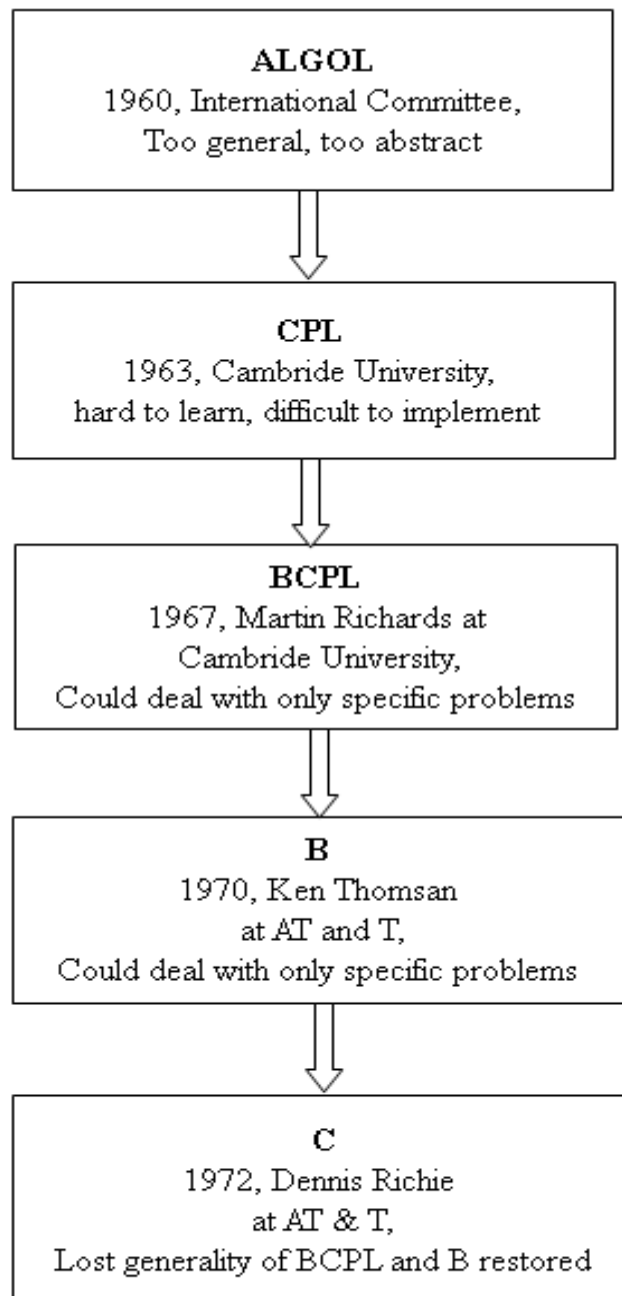 ALGOL
1960, International Committee,
Too general, too abstract
CPL
1963, Cambride University,
hard to learn, difficult to implement
BCPL
1967, Martin Richards at
Cambride University,
Could deal with only specific problems
B
1970, Ken Thomsan
at AT and T,
Could deal with only specific problems
C
1972, Dennis Richie
at AT & T,
Lost generality of BCPL and B restored